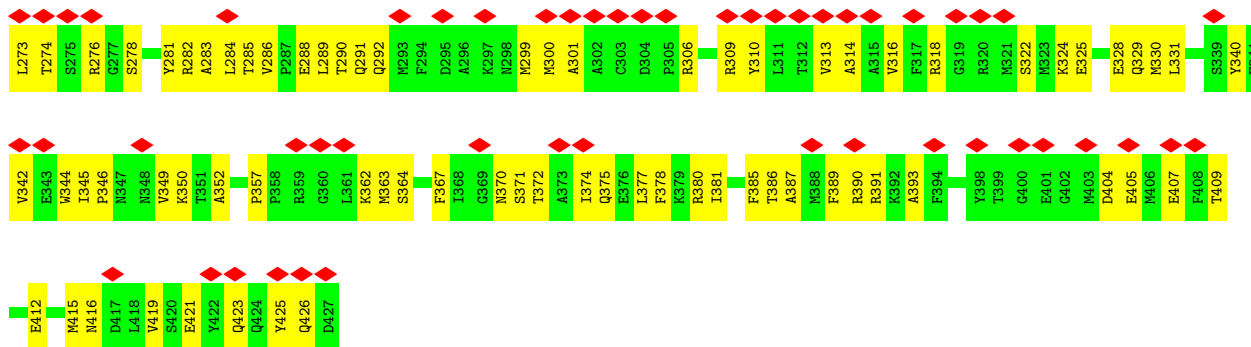 L273 T274 S275 R276 G277 S278 Y281 R282 A283 L284 T285 V286 P287 E288 L289 T290 Q291 Q292 M293 F294 D295 A296 K297 N298 M299 M300 A301 A302 C303 D304 P305 R306 R309 Y310 L311 T312 V313 A314 A315 V316 F317 R318 G319 R320 M321 S322 M323 K324 E325 E328 Q329 M330 L331 S339 Y340
V342 E343 W344 I345 P346 N347 N348 V349 K350 T351 A352 P357 P358 R359 G360 L361 K362 M363 S364 F367 I368 G369 N370 S371 T372 A373 I374 Q375 E376 L377 F378 K379 R380 I381 F385 T386 A387 M388 F389 R390 R391 K392 A393 F394 Y398 T399 G400 E401 G402 M403 D404 E405 M406 E407 F408 T409
E412 M415 N416 D417 L418 V419 S420 E421 Y422 Q423 Q424 Y425 Q426 D427